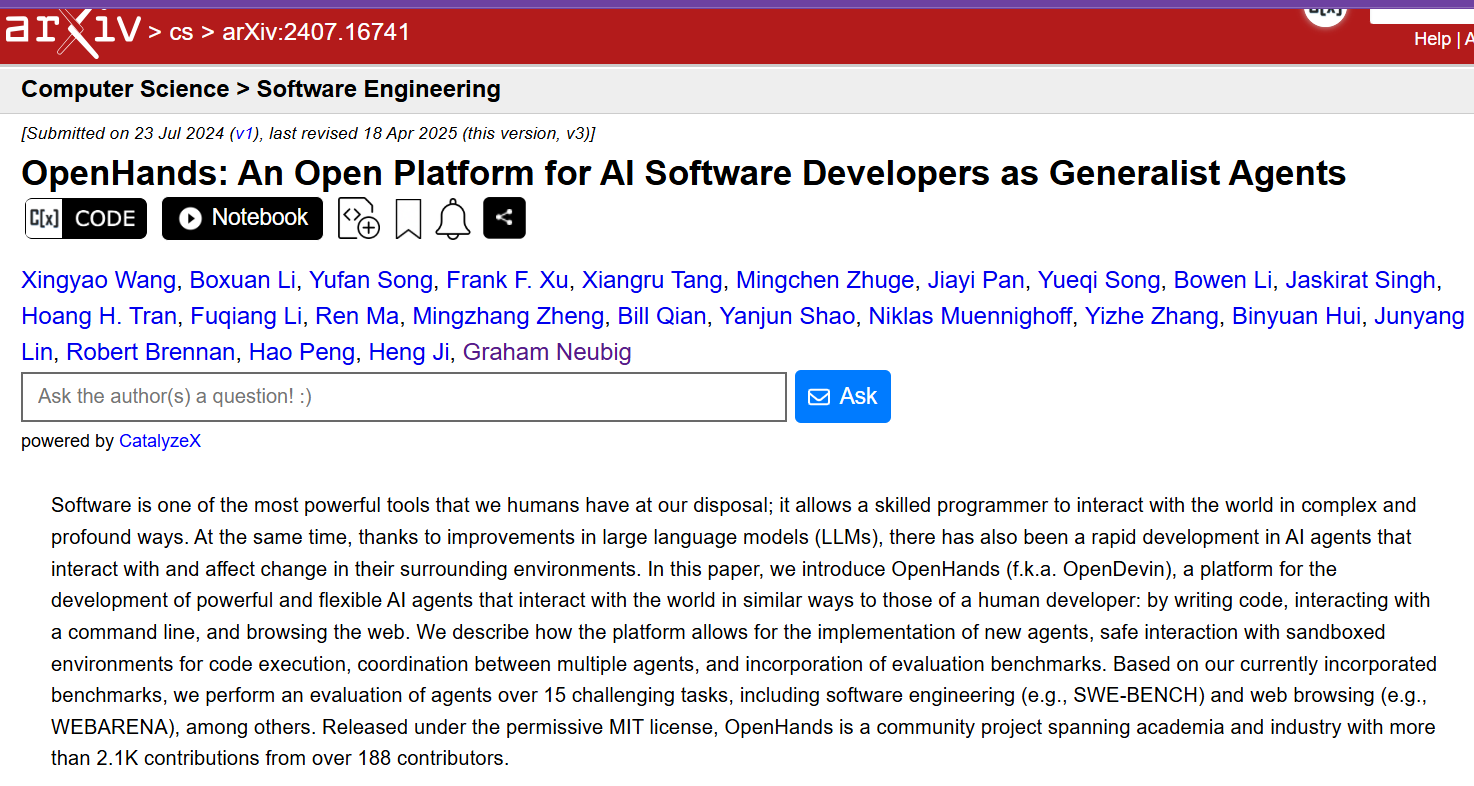 arXiv > cs > arXiv:2407.16741
Help |
Computer Science > Software Engineering
[Submitted on 23 Jul 2024 (v1), last revised 18 Apr 2025 (this version, v3)]
OpenHands: An Open Platform for AI Software Developers as Generalist Agents
C[x] CODE Notebook
Xingyao Wang, Boxuan Li, Yufan Song, Frank F. Xu, Xiangru Tang, Mingchen Zhuge, Jiayi Pan, Yueqi Song, Bowen Li, Jaskirat Singh,
Hoang H. Tran, Fuqiang Li, Ren Ma, Mingzhang Zheng, Bill Qian, Yanjun Shao, Niklas Muennighoff, Yizhe Zhang, Binyuan Hui, Junyang
Lin, Robert Brennan, Hao Peng, Heng Ji, Graham Neubig
Ask the author(s) a question! :) Ask
powered by CatalyzeX
Software is one of the most powerful tools that we humans have at our disposal; it allows a skilled programmer to interact with the world in complex and
profound ways. At the same time, thanks to improvements in large language models (LLMs), there has also been a rapid development in AI agents that
interact with and affect change in their surrounding environments. In this paper, we introduce OpenHands (f.k.a. OpenDevin), a platform for the
development of powerful and flexible AI agents that interact with the world in similar ways to those of a human developer: by writing code, interacting with
a command line, and browsing the web. We describe how the platform allows for the implementation of new agents, safe interaction with sandboxed
environments for code execution, coordination between multiple agents, and incorporation of evaluation benchmarks. Based on our currently incorporated
benchmarks, we perform an evaluation of agents over 15 challenging tasks, including software engineering (e.g., SWE-BENCH) and web browsing (e.g.,
WEBARENA), among others. Released under the permissive MIT license, OpenHands is a community project spanning academia and industry with more
than 2.1K contributions from over 188 contributors.